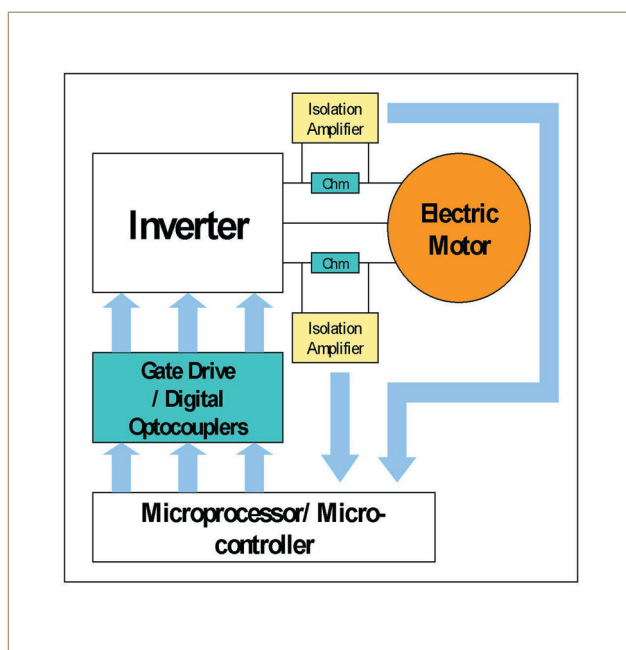 Isolation
Amplifier
Ohm
Inverter
Electric
Motor
Ohm
Isolation
Amplifier
Gate Drive
/ Digital
Optocouplers
Microprocessor/ Micro-
controller